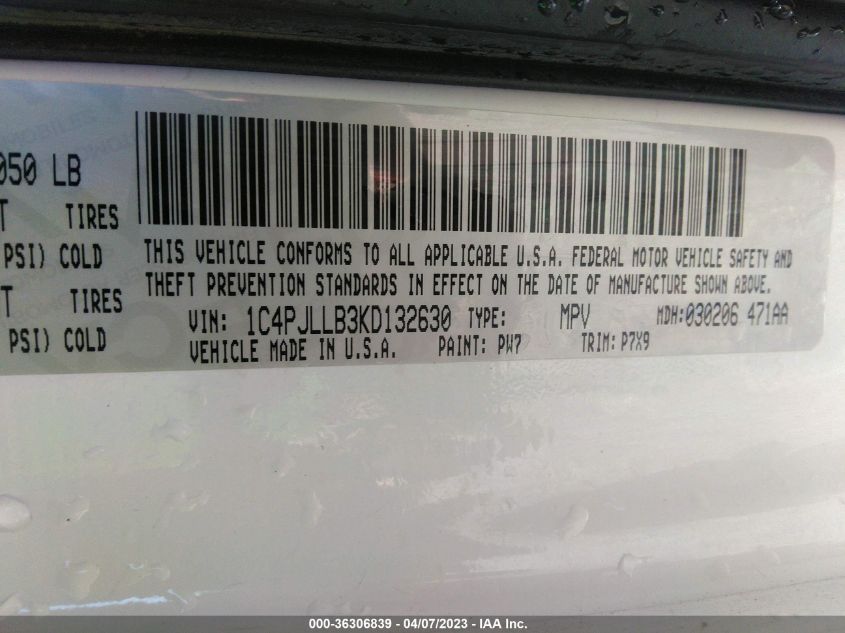 050 LB
T TIRES
PSI) COLD
T TIRES
PSI) COLD
THIS VEHICLE CONFORMS TO ALL APPLICABLE U.S.A. FEDERAL MOTOR VEHICLE SAFETY AND
THEFT PREVENTION STANDARDS IN EFFECT ON THE DATE OF MANUFACTURE SHOWN ABOVE.
VIN: 1C4PJLLB3KD132630 TYPE: MPV MDH:030206 471AA
VEHICLE MADE IN U.S.A. PAINT: PW7 TRIM: P7X9
000-36306839 - 04/07/2023 - IAA Inc.